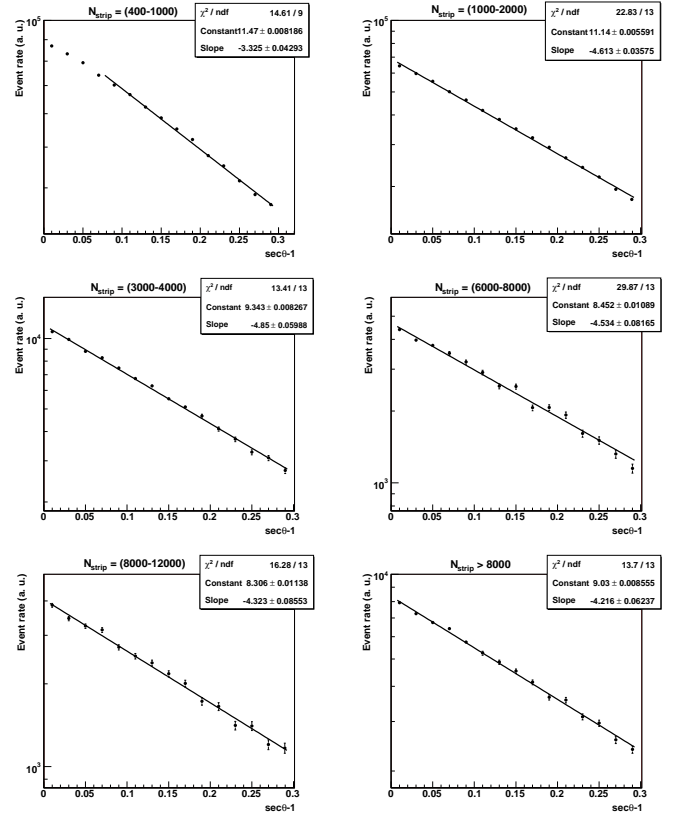 N_strip = (400-1000)
χ² / ndf 14.61 / 9
Constant 11.47 ± 0.008186
Slope -3.325 ± 0.04293
Event rate (a. u.)
10^5
0 0.05 0.1 0.15 0.2 0.25 0.3
secθ-1
N_strip = (1000-2000)
χ² / ndf 22.83 / 13
Constant 11.14 ± 0.005591
Slope -4.613 ± 0.03575
Event rate (a. u.)
10^5
0 0.05 0.1 0.15 0.2 0.25 0.3
secθ-1
N_strip = (3000-4000)
χ² / ndf 13.41 / 13
Constant 9.343 ± 0.008267
Slope -4.85 ± 0.05988
Event rate (a. u.)
10^4
0 0.05 0.1 0.15 0.2 0.25 0.3
secθ-1
N_strip = (6000-8000)
χ² / ndf 29.87 / 13
Constant 8.452 ± 0.01089
Slope -4.534 ± 0.08165
Event rate (a. u.)
10^3
0 0.05 0.1 0.15 0.2 0.25 0.3
secθ-1
N_strip = (8000-12000)
χ² / ndf 16.28 / 13
Constant 8.306 ± 0.01138
Slope -4.323 ± 0.08553
Event rate (a. u.)
10^3
0 0.05 0.1 0.15 0.2 0.25 0.3
secθ-1
N_strip > 8000
χ² / ndf 13.7 / 13
Constant 9.03 ± 0.008555
Slope -4.216 ± 0.06237
Event rate (a. u.)
10^4
0 0.05 0.1 0.15 0.2 0.25 0.3
secθ-1